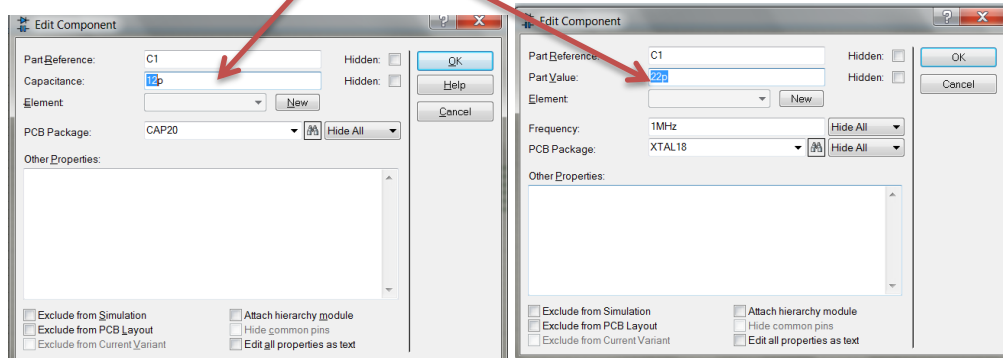 Edit Component
Part Reference: C1 Hidden:
Capacitance: 12p Hidden:
Element: New
PCB Package: CAP20 Hide All
Other Properties:
Exclude from Simulation Attach hierarchy module
Exclude from PCB Layout Hide common pins
Exclude from Current Variant Edit all properties as text
OK
Help
Cancel
Edit Component
Part Reference: C1 Hidden:
Part Value: 22p Hidden:
Element: New
Frequency: 1MHz Hide All
PCB Package: XTAL18 Hide All
Other Properties:
Exclude from Simulation Attach hierarchy module
Exclude from PCB Layout Hide common pins
Exclude from Current Variant Edit all properties as text
OK
Cancel